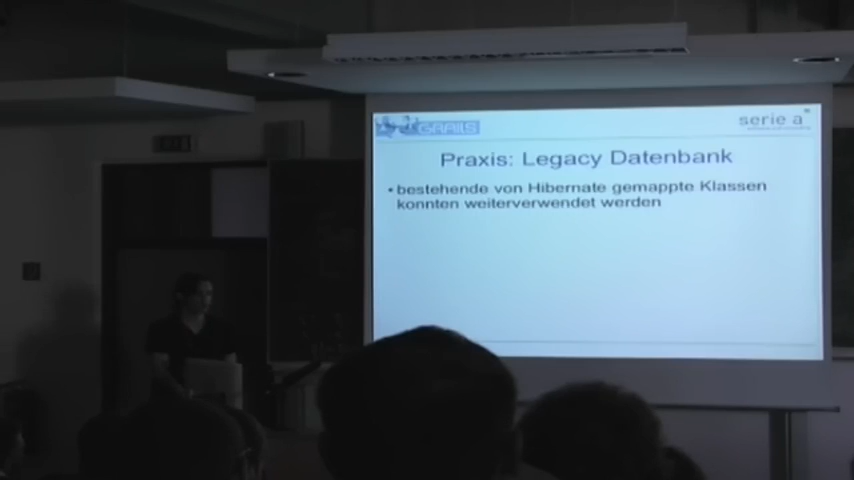 GRAILS
serie a
Praxis: Legacy Datenbank
• bestehende von Hibernate gemappte Klassen
konnten weiterverwendet werden